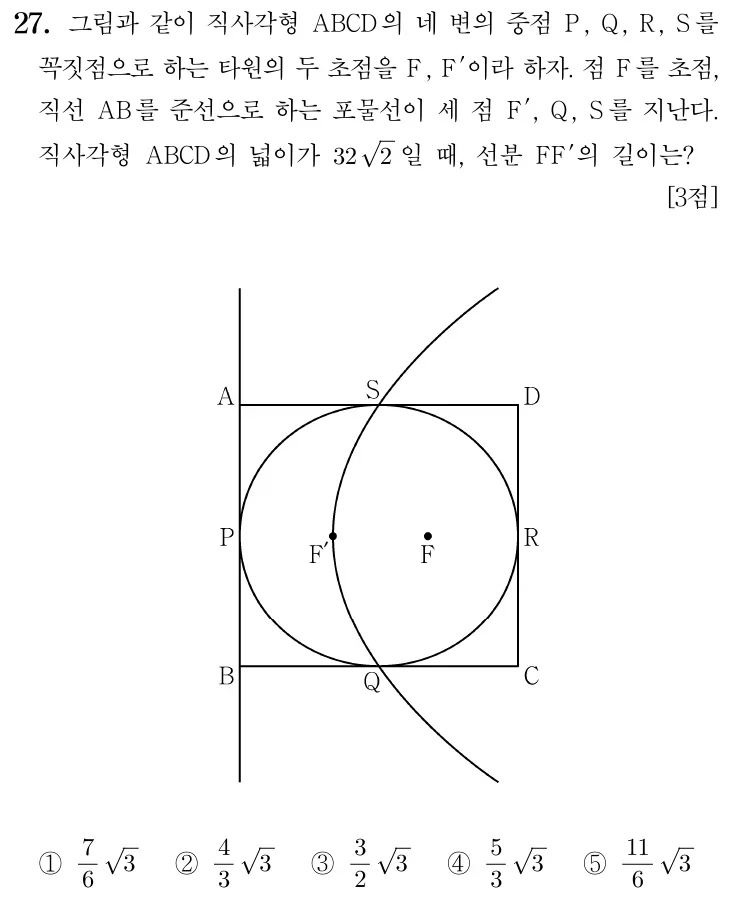 27. 그림과 같이 직사각형 ABCD의 네 변의 중점 P, Q, R, S를
꼭짓점으로 하는 타원의 두 초점을 F, F′이라 하자. 점 F를 초점,
직선 AB를 준선으로 하는 포물선이 세 점 F′, Q, S를 지난다.
직사각형 ABCD의 넓이가 32√2 일 때, 선분 FF′의 길이는?
[3점]
A S D
P F′ F R
B Q C
① 7/6 √3 ② 4/3 √3 ③ 3/2 √3 ④ 5/3 √3 ⑤ 11/6 √3